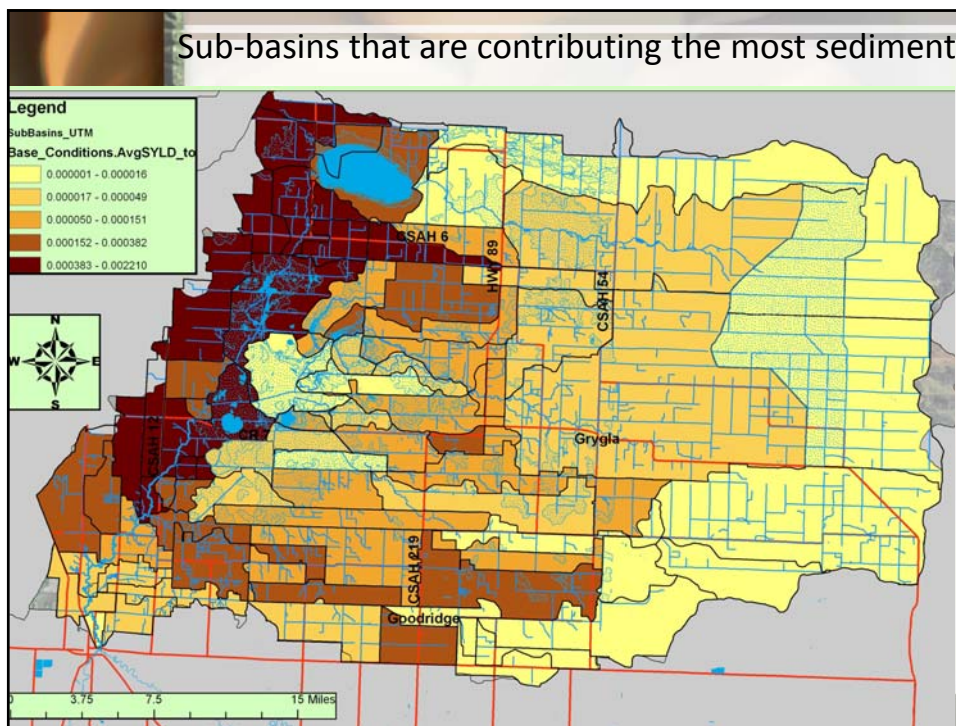 Sub-basins that are contributing the most sediment
Legend
SubBasins_UTM
Base_Conditions.AvgSYLD_to
0.000001 - 0.000016
0.000017 - 0.000049
0.000050 - 0.000151
0.000152 - 0.000382
0.000383 - 0.002210
N
W E
S
CSAH 6
HWY 89
CSAH 54
CSAH 12
CR 7
Grygla
CSAH 219
Goodridge
0 3.75 7.5 15 Miles